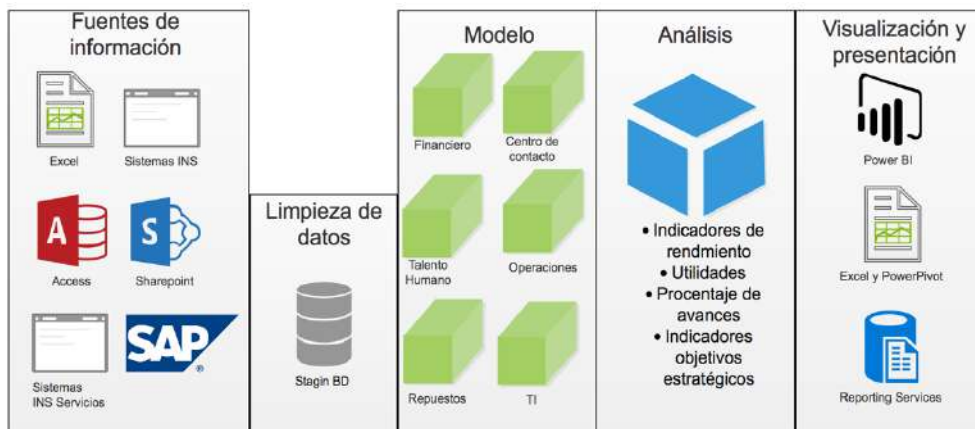 Fuentes de
información
Excel
Sistemas INS
A
Access
S
Sharepoint
Sistemas
INS Servicios
SAP
®
Limpieza de
datos
Stagin BD
Modelo
Financiero
Centro de
contacto
Talento
Humano
Operaciones
Repuestos
TI
Análisis
• Indicadores de
rendmiento
• Utilidades
• Procentaje de
avances
• Indicadores
objetivos
estratégicos
Visualización y
presentación
Power BI
Excel y PowerPivot
Reporting Services